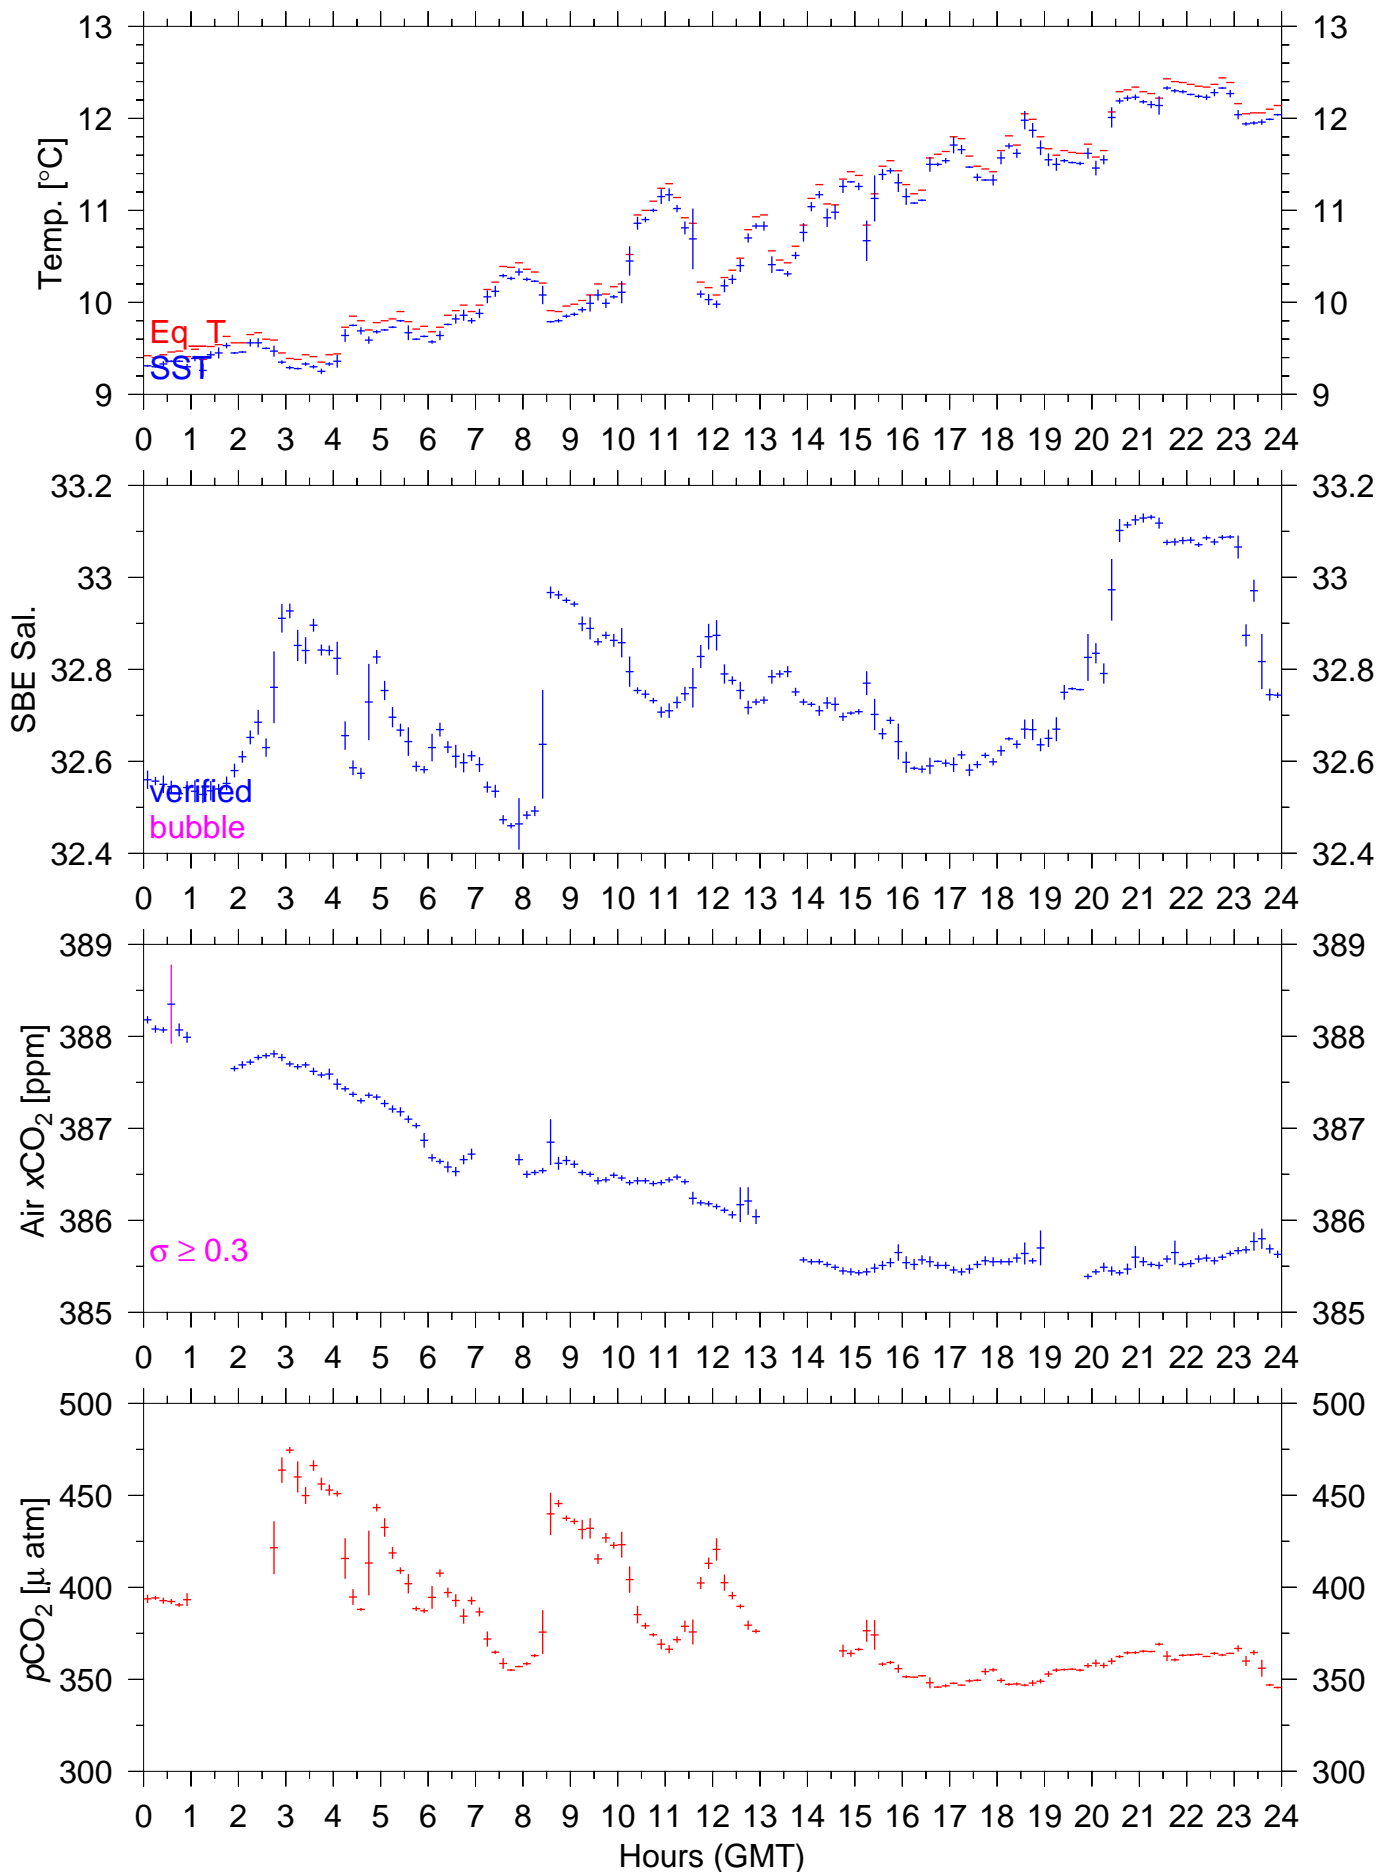 13 13
12 12
Temp. [°C]
11 11
10 10
Eq_T
SST
9 9
0 1 2 3 4 5 6 7 8 9 10 11 12 13 14 15 16 17 18 19 20 21 22 23 24
33.2 33.2
33 33
SBE Sal.
32.8 32.8
32.6 32.6
verified
bubble
32.4 32.4
0 1 2 3 4 5 6 7 8 9 10 11 12 13 14 15 16 17 18 19 20 21 22 23 24
389 389
388 388
Air xCO₂ [ppm]
387 387
386 386
σ ≥ 0.3
385 385
0 1 2 3 4 5 6 7 8 9 10 11 12 13 14 15 16 17 18 19 20 21 22 23 24
500 500
450 450
pCO₂ [μ atm]
400 400
350 350
300 300
0 1 2 3 4 5 6 7 8 9 10 11 12 13 14 15 16 17 18 19 20 21 22 23 24
Hours (GMT)